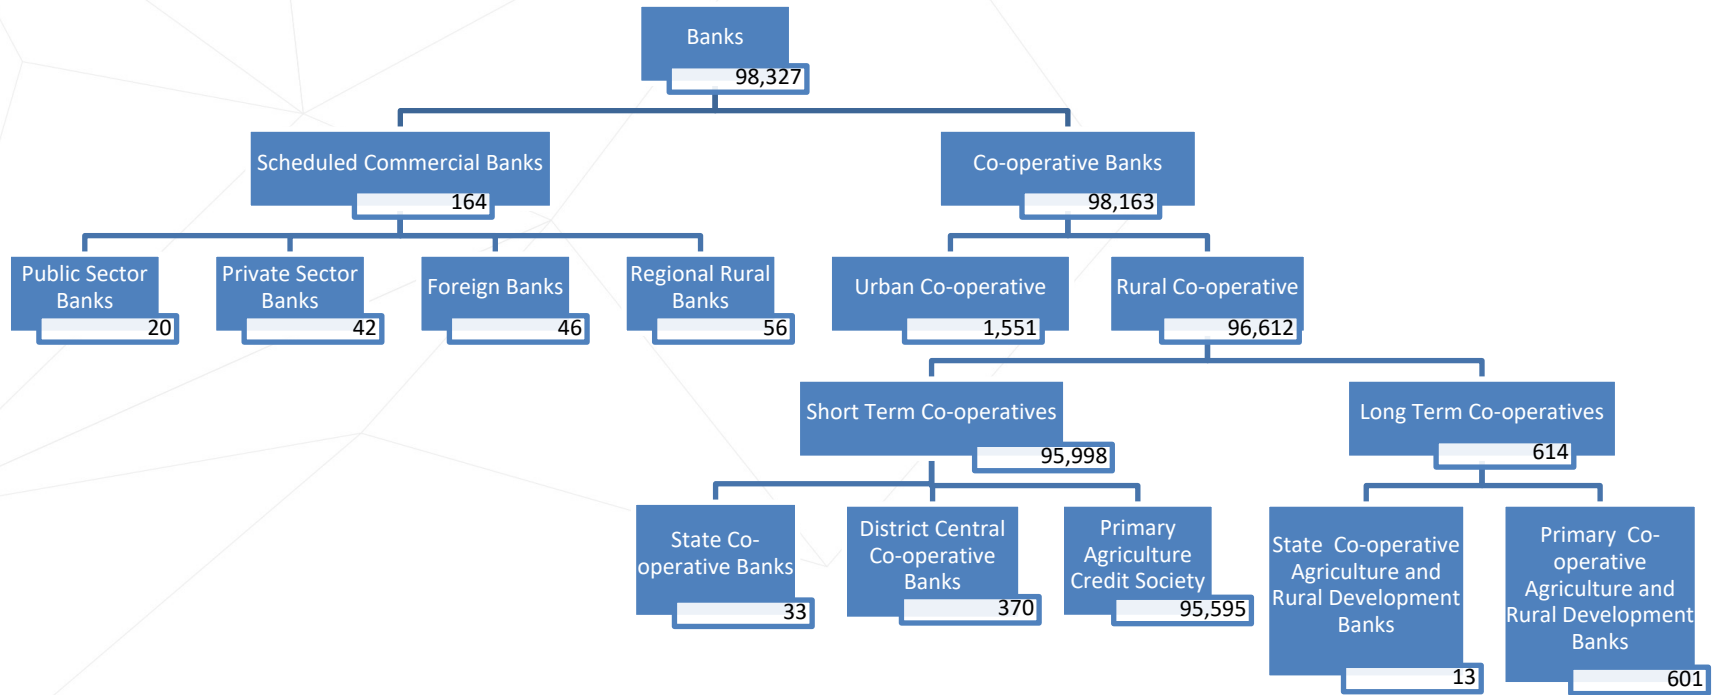 Banks
98,327
Scheduled Commercial Banks
164
Co-operative Banks
98,163
Public Sector
Banks
20
Private Sector
Banks
42
Foreign Banks
46
Regional Rural
Banks
56
Urban Co-operative
1,551
Rural Co-operative
96,612
Short Term Co-operatives
95,998
Long Term Co-operatives
614
State Co-
operative Banks
33
District Central
Co-operative
Banks
370
Primary
Agriculture
Credit Society
95,595
State Co-operative
Agriculture and
Rural Development
Banks
13
Primary Co-
operative
Agriculture and
Rural Development
Banks
601